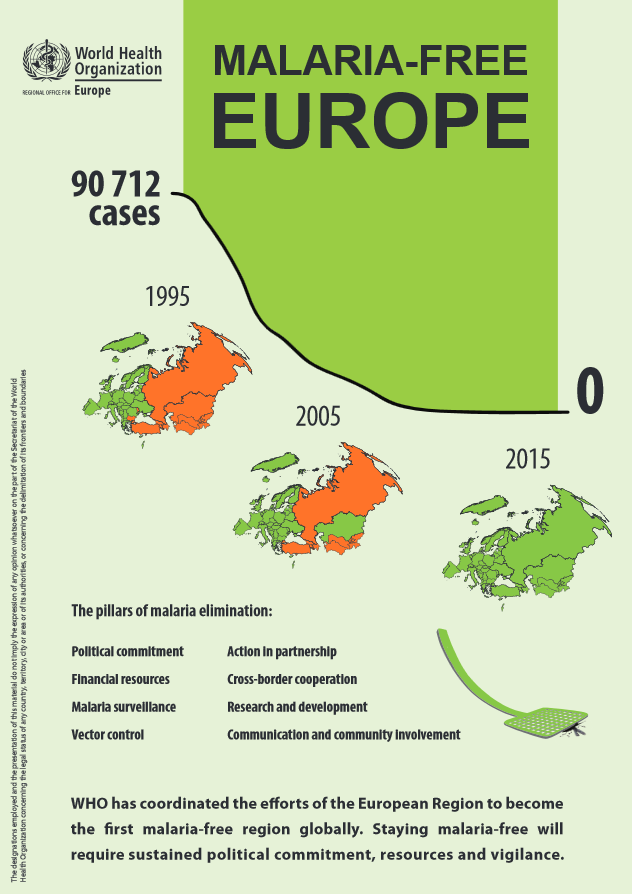 World Health
Organization
REGIONAL OFFICE FOR Europe
MALARIA-FREE
EUROPE
90 712
cases
1995
0
2005
2015
The pillars of malaria elimination:
Political commitment
Financial resources
Malaria surveillance
Vector control
Action in partnership
Cross-border cooperation
Research and development
Communication and community involvement
WHO has coordinated the efforts of the European Region to become
the first malaria-free region globally. Staying malaria-free will
require sustained political commitment, resources and vigilance.
The designations employed and the presentation of this material do not imply the expression of any opinion whatsoever on the part of the Secretariat of the World
Health Organization concerning the legal status of any country, territory, city or area or of its authorities, or concerning the delimitation of its frontiers and boundaries